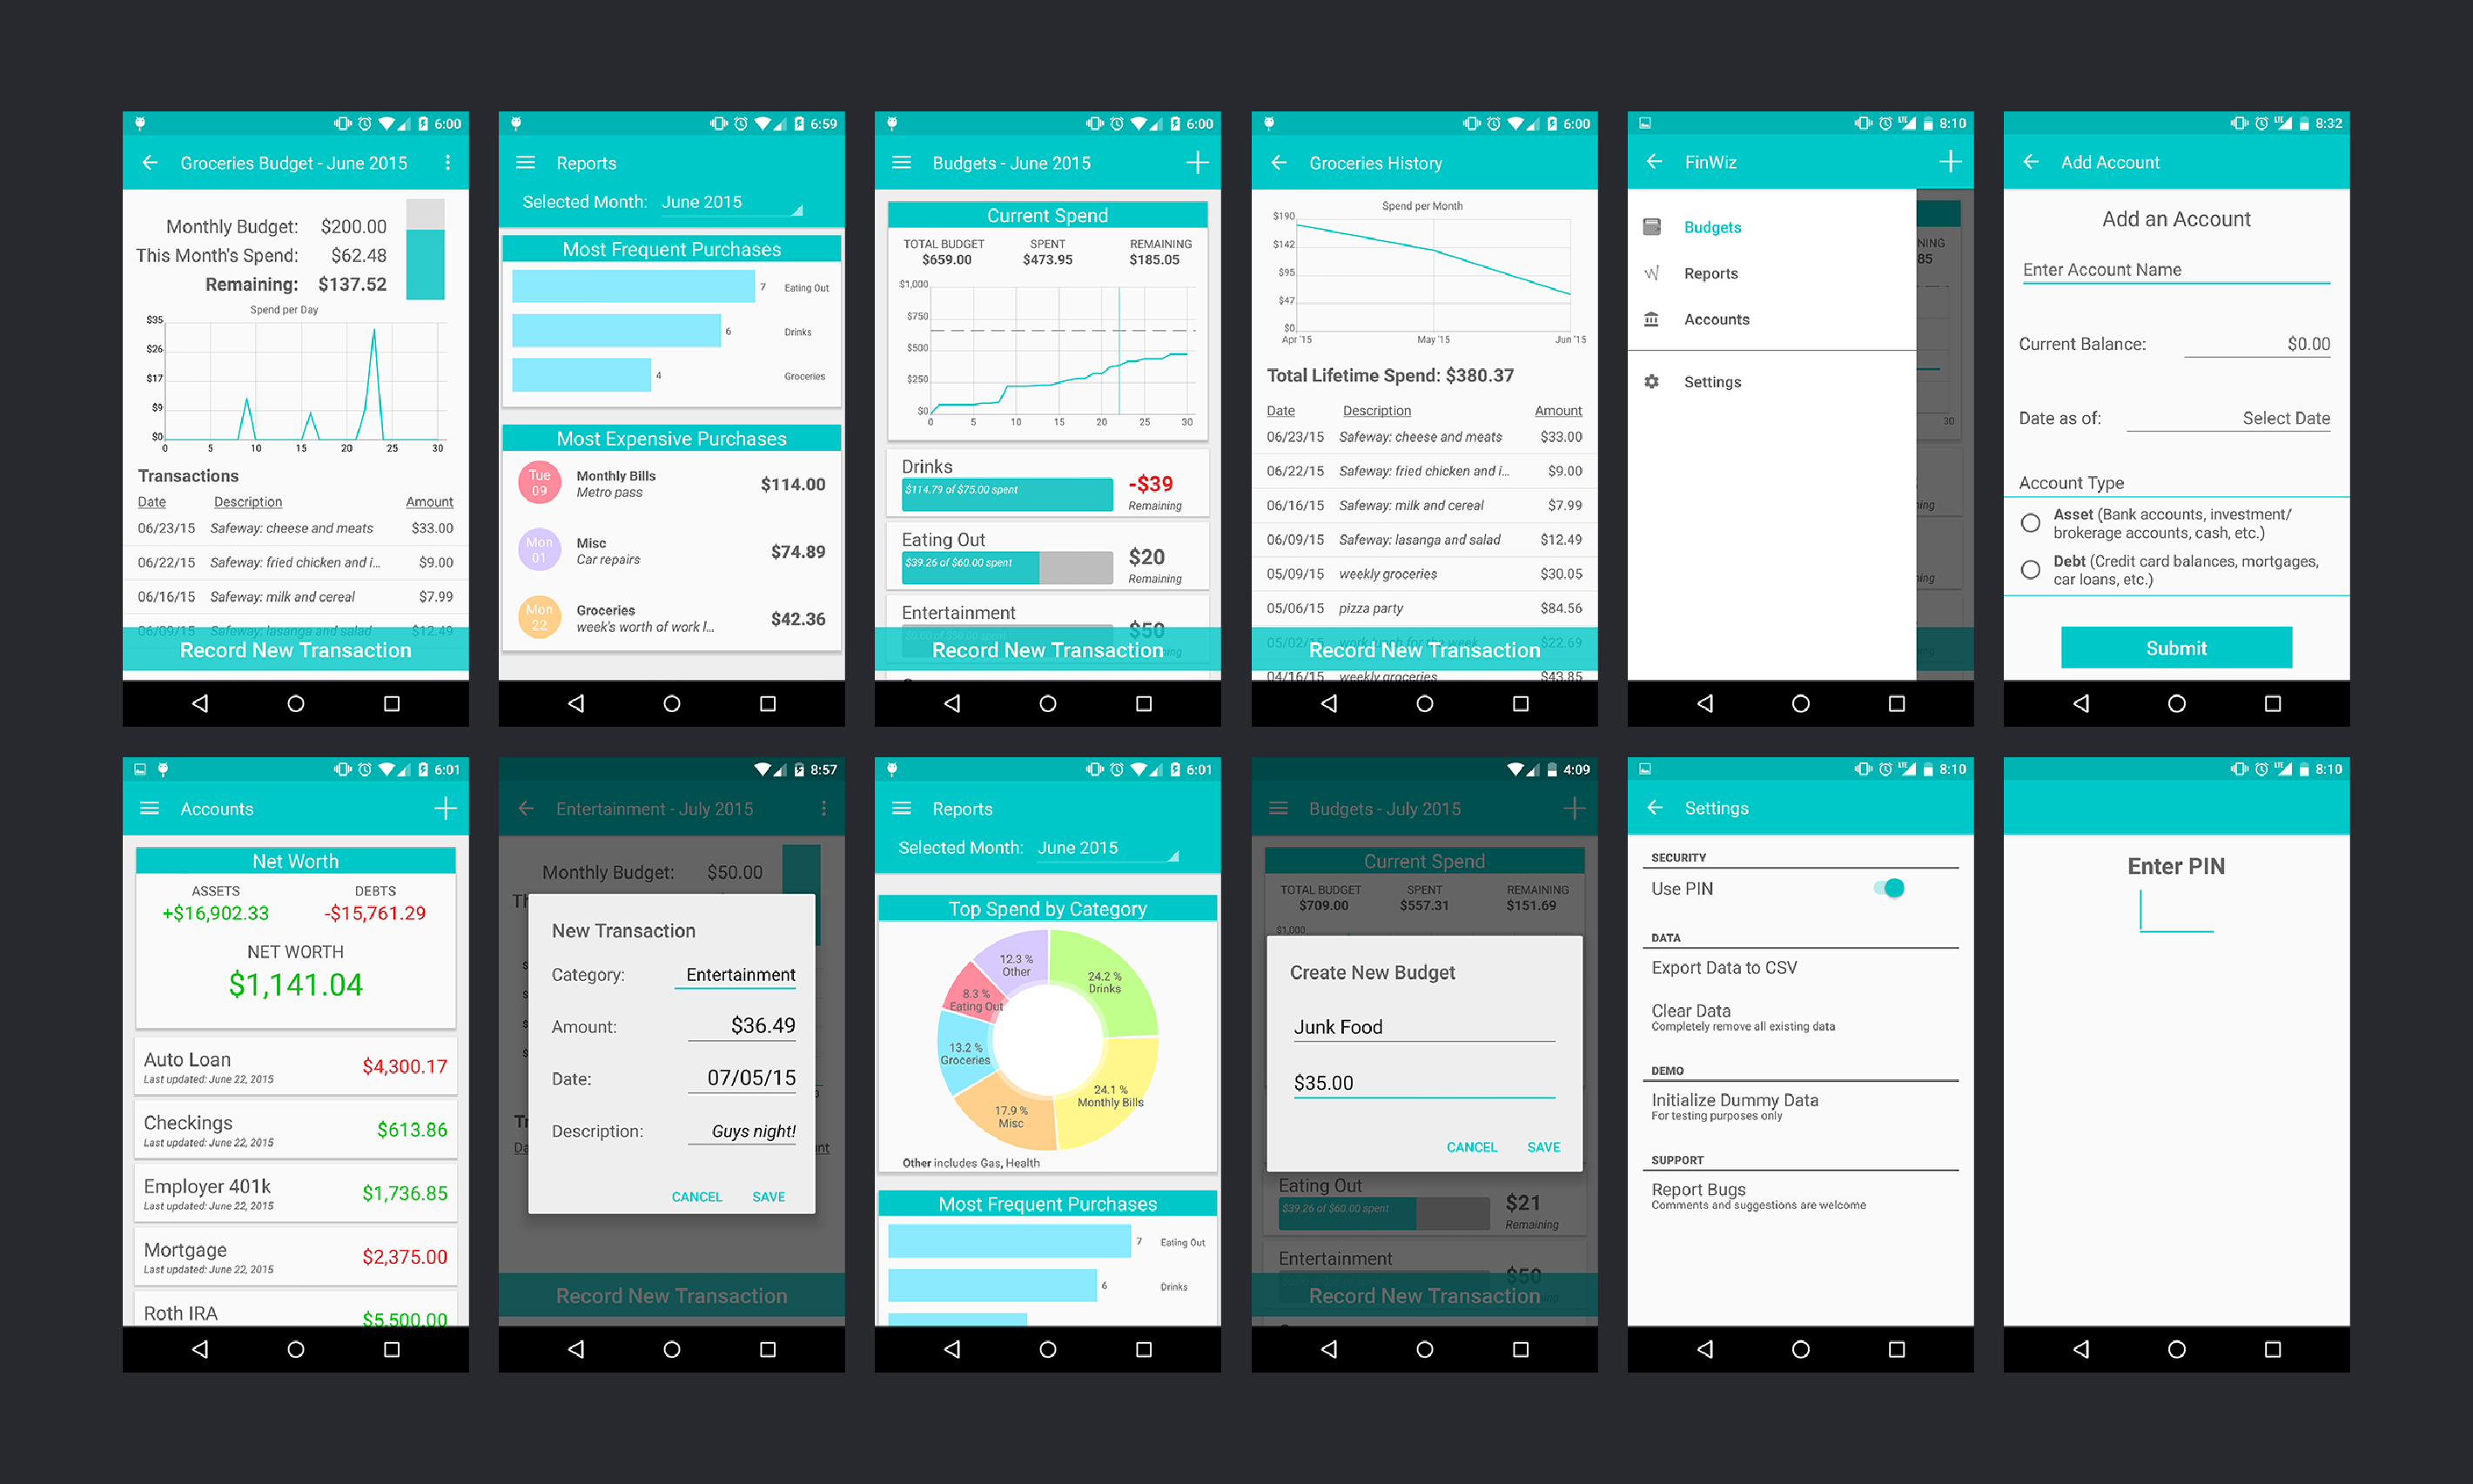 6:00
Groceries Budget - June 2015
Monthly Budget: $200.00
This Month's Spend: $62.48
Remaining: $137.52
Spend per Day
$35
$26
$17
$9
$0
0 5 10 15 20 25 30
Transactions
Date Description Amount
06/23/15 Safeway: cheese and meats $33.00
06/22/15 Safeway: fried chicken and i... $9.00
06/16/15 Safeway: milk and cereal $7.99
06/09/15 Safeway: lasanga and salad $12.49
Record New Transaction
6:59
Reports
Selected Month: June 2015
Most Frequent Purchases
7 Eating Out
6 Drinks
4 Groceries
Most Expensive Purchases
Tue 09 Monthly Bills $114.00
Metro pass
Mon 01 Misc $74.89
Car repairs
Mon 22 Groceries $42.36
week's worth of work l...
6:00
Budgets - June 2015
Current Spend
TOTAL BUDGET SPENT REMAINING
$659.00 $473.95 $185.05
$1,000
$750
$500
$250
$0
0 5 10 15 20 25 30
Drinks
$114.79 of $75.00 spent
-$39
Remaining
Eating Out
$39.26 of $60.00 spent
$20
Remaining
Entertainment
$0.00 of $50.00 spent
$50
Record New Transaction
6:00
Groceries History
Spend per Month
$190
$142
$95
$47
$0
Apr '15 May '15 Jun '15
Total Lifetime Spend: $380.37
Date Description Amount
06/23/15 Safeway: cheese and meats $33.00
06/22/15 Safeway: fried chicken and i... $9.00
06/16/15 Safeway: milk and cereal $7.99
06/09/15 Safeway: lasanga and salad $12.49
05/09/15 weekly groceries $30.05
05/06/15 pizza party $84.56
05/02/15 work lunch for the week $22.69
Record New Transaction
04/16/15 weekly groceries $43.85
LTE 8:10
FinWiz
Budgets
Reports
Accounts
Settings
NING
85
30
ing
ing
LTE 8:32
Add Account
Add an Account
Enter Account Name
Current Balance: $0.00
Date as of: Select Date
Account Type
Asset (Bank accounts, investment/
brokerage accounts, cash, etc.)
Debt (Credit card balances, mortgages,
car loans, etc.)
Submit
6:01
Accounts
Net Worth
ASSETS DEBTS
+$16,902.33 -$15,761.29
NET WORTH
$1,141.04
Auto Loan $4,300.17
Last updated: June 22, 2015
Checkings $613.86
Last updated: June 22, 2015
Employer 401k $1,736.85
Last updated: June 22, 2015
Mortgage $2,375.00
Last updated: June 22, 2015
Roth IRA $5,500.00
8:57
Entertainment - July 2015
Monthly Budget: $50.00
New Transaction
Category: Entertainment
Amount: $36.49
Date: 07/05/15
Description: Guys night!
CANCEL SAVE
Record New Transaction
6:01
Reports
Selected Month: June 2015
Top Spend by Category
12.3 %
Other
24.2 %
Drinks
8.3 %
Eating Out
13.2 %
Groceries
24.1 %
Monthly Bills
17.9 %
Misc
Other includes Gas, Health
Most Frequent Purchases
7 Eating Out
6 Drinks
4:09
Budgets - July 2015
Current Spend
TOTAL BUDGET SPENT REMAINING
$709.00 $557.31 $151.69
$1,000
Create New Budget
Junk Food
$35.00
CANCEL SAVE
Eating Out
$39.26 of $60.00 spent
$21
Remaining
Entertainment
$50
Record New Transaction
LTE 8:10
Settings
SECURITY
Use PIN
DATA
Export Data to CSV
Clear Data
Completely remove all existing data
DEMO
Initialize Dummy Data
For testing purposes only
SUPPORT
Report Bugs
Comments and suggestions are welcome
LTE 8:10
Enter PIN